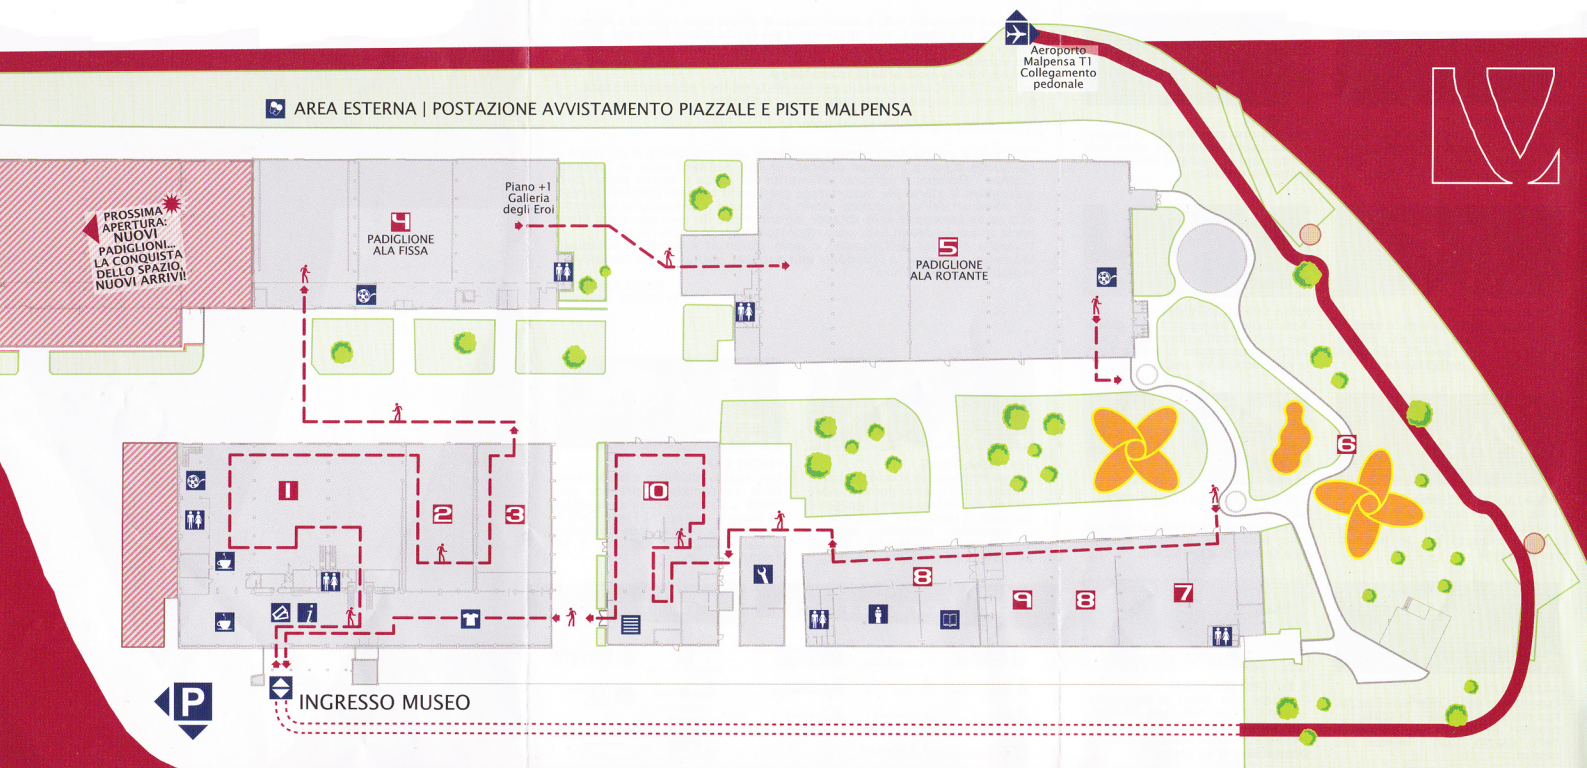 Aeroporto
Malpensa T1
Collegamento
pedonale
AREA ESTERNA | POSTAZIONE AVVISTAMENTO PIAZZALE E PISTE MALPENSA
PROSSIMA
APERTURA:
NUOVI
PADIGLIONI...
LA CONQUISTA
DELLO SPAZIO,
NUOVI ARRIVI!
4
PADIGLIONE
ALA FISSA
Piano +1
Galleria
degli Eroi
5
PADIGLIONE
ALA ROTANTE
6
1
2
3
10
8
9
8
7
i
P
INGRESSO MUSEO